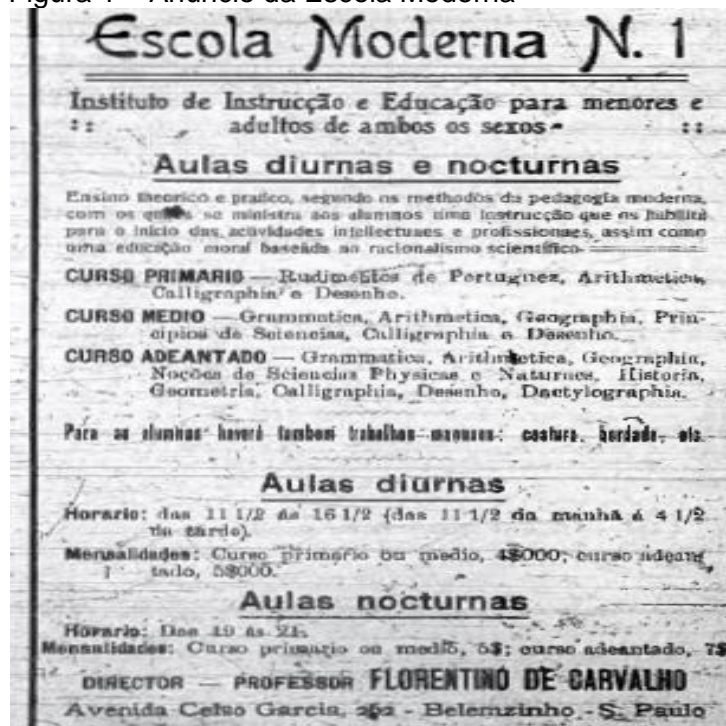 Figura 1 – Anúncio da Escola Moderna
Escola Moderna N. 1
Instituto de Instrucção e Educação para menores e
:: adultos de ambos os sexos - ::
Aulas diurnas e nocturnas
Ensino theorico e pratico, segundo os methodos da pedagogia moderna,
com os quaes se ministra aos alumnos uma instrucção que os habilita
para o inicio das actividades intellectuaes e profissionaes, assim como
uma educação moral baseada no racionalismo scientifico
CURSO PRIMARIO — Rudimentos de Portuguez, Arithmetica,
Calligraphia e Desenho.
CURSO MEDIO — Grammatica, Arithmetica, Geographia, Prin-
cipios de Sciencias, Calligraphia e Desenho.
CURSO ADEANTADO — Grammatica, Arithmetica, Geographia,
Noções de Sciencias Physicas e Naturaes, Historia,
Geometria, Calligraphia, Desenho, Dactylographia.
Para as alumnas haverá tambem trabalhos manuaes: costura, bordado, etc.
Aulas diurnas
Horario: das 11 1/2 ás 16 1/2 (das 11 1/2 da manhã á 4 1/2
da tarde).
Mensalidades: Curso primario ou medio, 4$000; curso adean-
tado, 5$000.
Aulas nocturnas
Horario: Das 19 ás 21.
Mensalidades: Curso primario ou medio, 5$; curso adeantado, 7$
DIRECTOR — PROFESSOR FLORENTINO DE CARVALHO
Avenida Celso Garcia, 262 - Belemzinho - S. Paulo